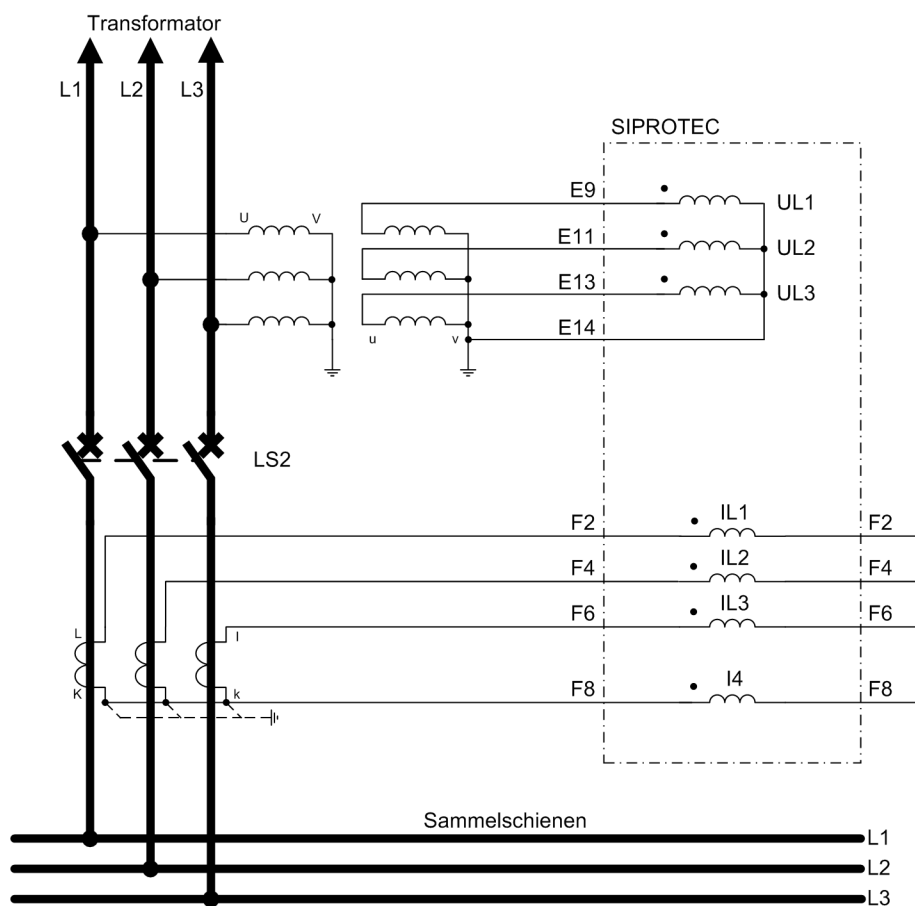 Transformator
L1 L2 L3
SIPROTEC
E9 UL1
U V
E11 UL2
E13 UL3
E14
u v
LS2
F2 IL1 F2
F4 IL2 F4
F6 IL3 F6
L l
K k
F8 I4 F8
Sammelschienen
L1
L2
L3